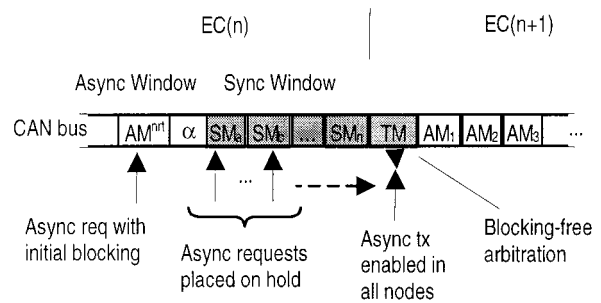 EC(n)
EC(n+1)
Async Window
Sync Window
CAN bus
AM^nrt α SM_a SM_b ... SM_n TM AM_1 AM_2 AM_3 ...
...
Async req with
initial blocking
Async requests
placed on hold
Async tx
enabled in
all nodes
Blocking-free
arbitration